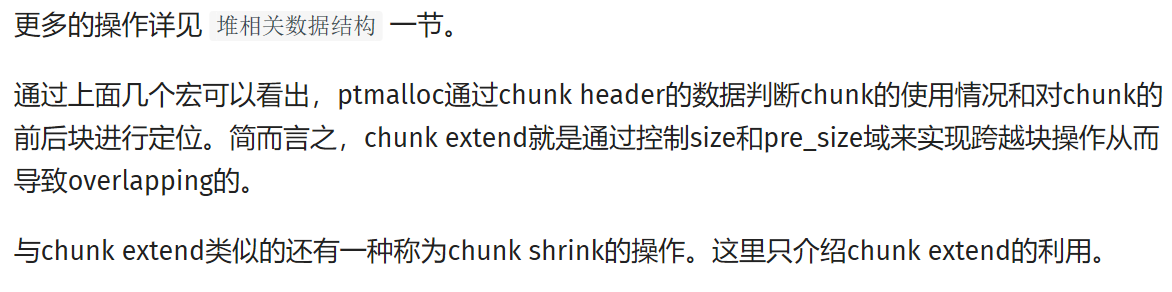 更多的操作详见 堆相关数据结构 一节。
通过上面几个宏可以看出，ptmalloc通过chunk header的数据判断chunk的使用情况和对chunk的
前后块进行定位。简而言之，chunk extend就是通过控制size和pre_size域来实现跨越块操作从而
导致overlapping的。
与chunk extend类似的还有一种称为chunk shrink的操作。这里只介绍chunk extend的利用。